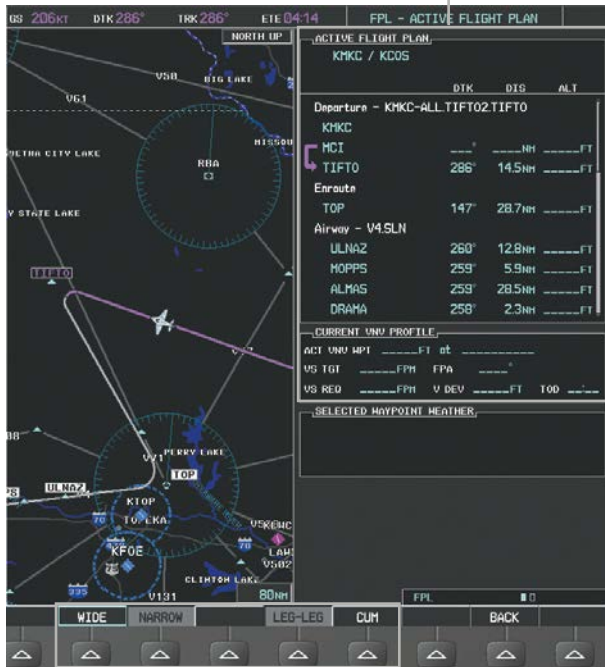 GS 206KT DTK 286° TRK 286° ETE 04:14 FPL - ACTIVE FLIGHT PLAN
NORTH UP
V50
BIG LAKE
V61
MISSOU
RBA
STATE LAKE
TIFTO
V71
PERRY LAKE
TOP
ULNAZ
KTOP
TOPEKA
70
70
KFOE
V502
CLINTON LAKE
335
V131
80NM
ACTIVE FLIGHT PLAN
KMKC / KCOS
DTK DIS ALT
Departure - KMKC-ALL.TIFTO2.TIFTO
KMKC
MCI ___° ____NM _____FT
TIFTO 286° 14.5NM _____FT
Enroute
TOP 147° 28.7NM _____FT
Airway - V4.SLN
ULNAZ 260° 12.8NM _____FT
MOPPS 259° 5.9NM _____FT
ALMAS 259° 28.5NM _____FT
DRAMA 258° 2.3NM _____FT
CURRENT VNV PROFILE
ACT VNV WPT _____FT at __________
VS TGT _____FPM FPA ____°
VS REQ _____FPM V DEV _____FT TOD __:__
SELECTED WAYPOINT WEATHER
FPL
WIDE NARROW LEG-LEG CUM BACK